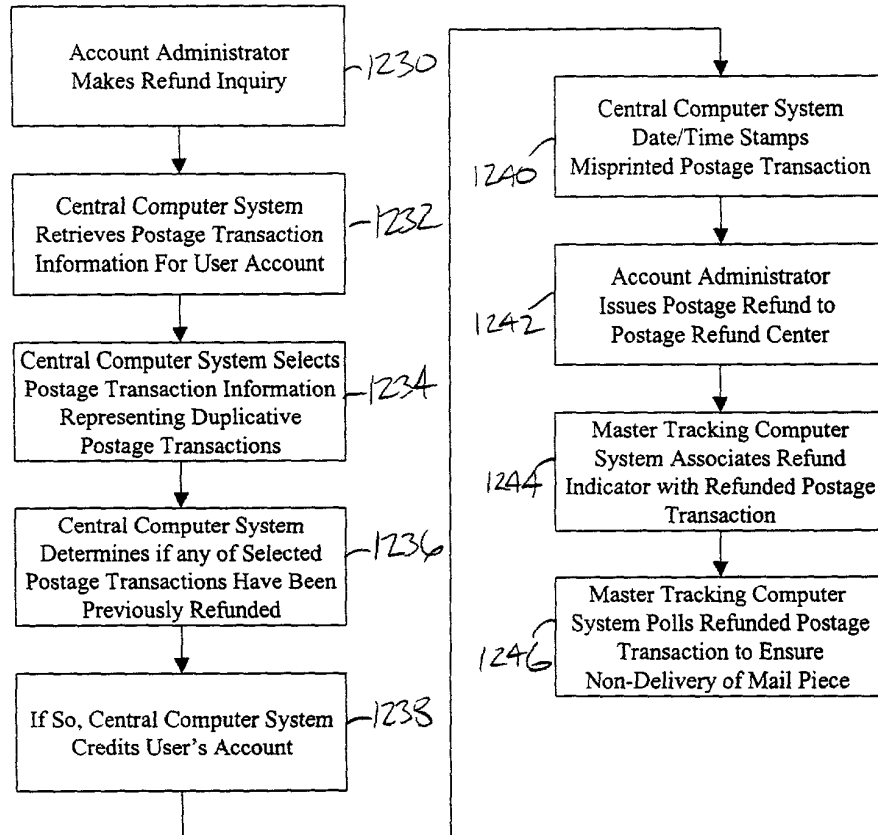 Account Administrator
Makes Refund Inquiry
1230
Central Computer System
Retrieves Postage Transaction
Information For User Account
1232
Central Computer System Selects
Postage Transaction Information
Representing Duplicative
Postage Transactions
1234
Central Computer System
Determines if any of Selected
Postage Transactions Have Been
Previously Refunded
1236
If So, Central Computer System
Credits User's Account
1238
Central Computer System
Date/Time Stamps
Misprinted Postage Transaction
1240
Account Administrator
Issues Postage Refund to
Postage Refund Center
1242
Master Tracking Computer
System Associates Refund
Indicator with Refunded Postage
Transaction
1244
Master Tracking Computer
System Polls Refunded Postage
Transaction to Ensure
Non-Delivery of Mail Piece
1246